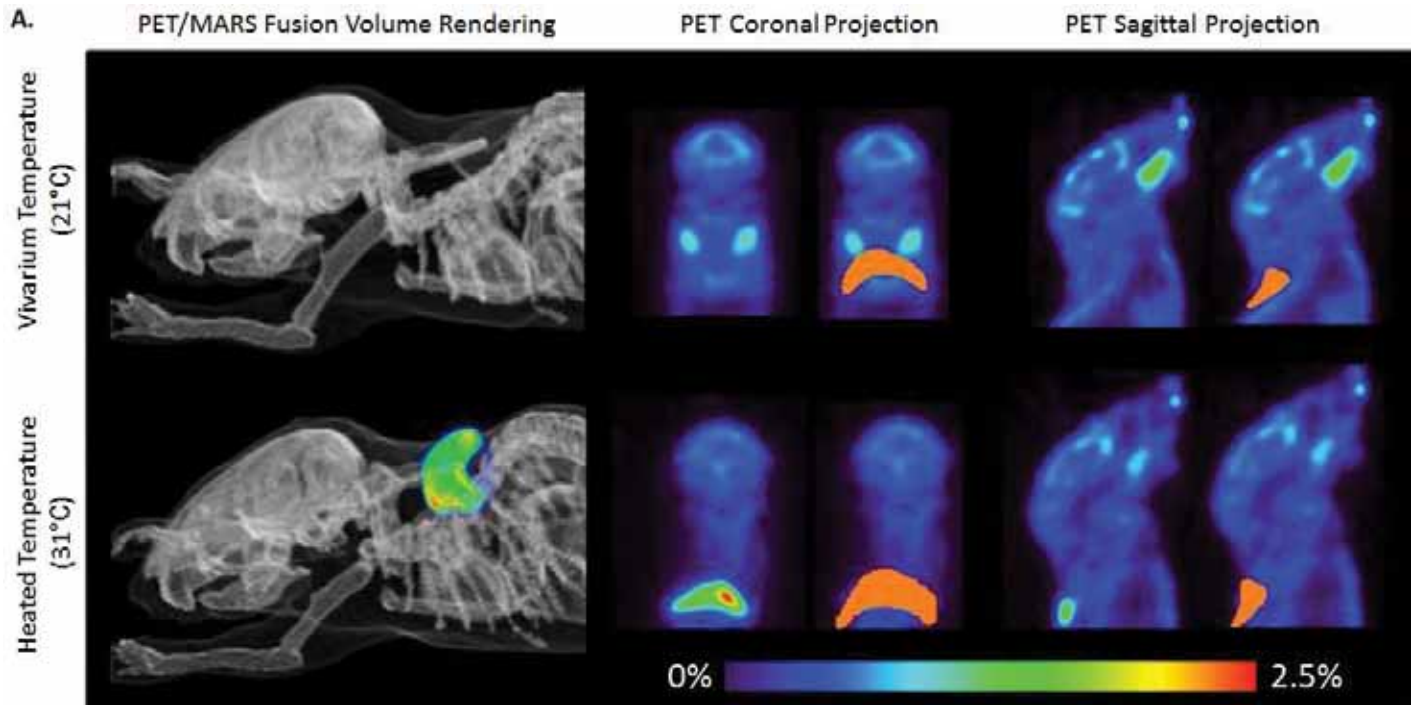 A.
PET/MARS Fusion Volume Rendering
PET Coronal Projection
PET Sagittal Projection
Vivarium Temperature
(21°C)
Heated Temperature
(31°C)
0%
2.5%